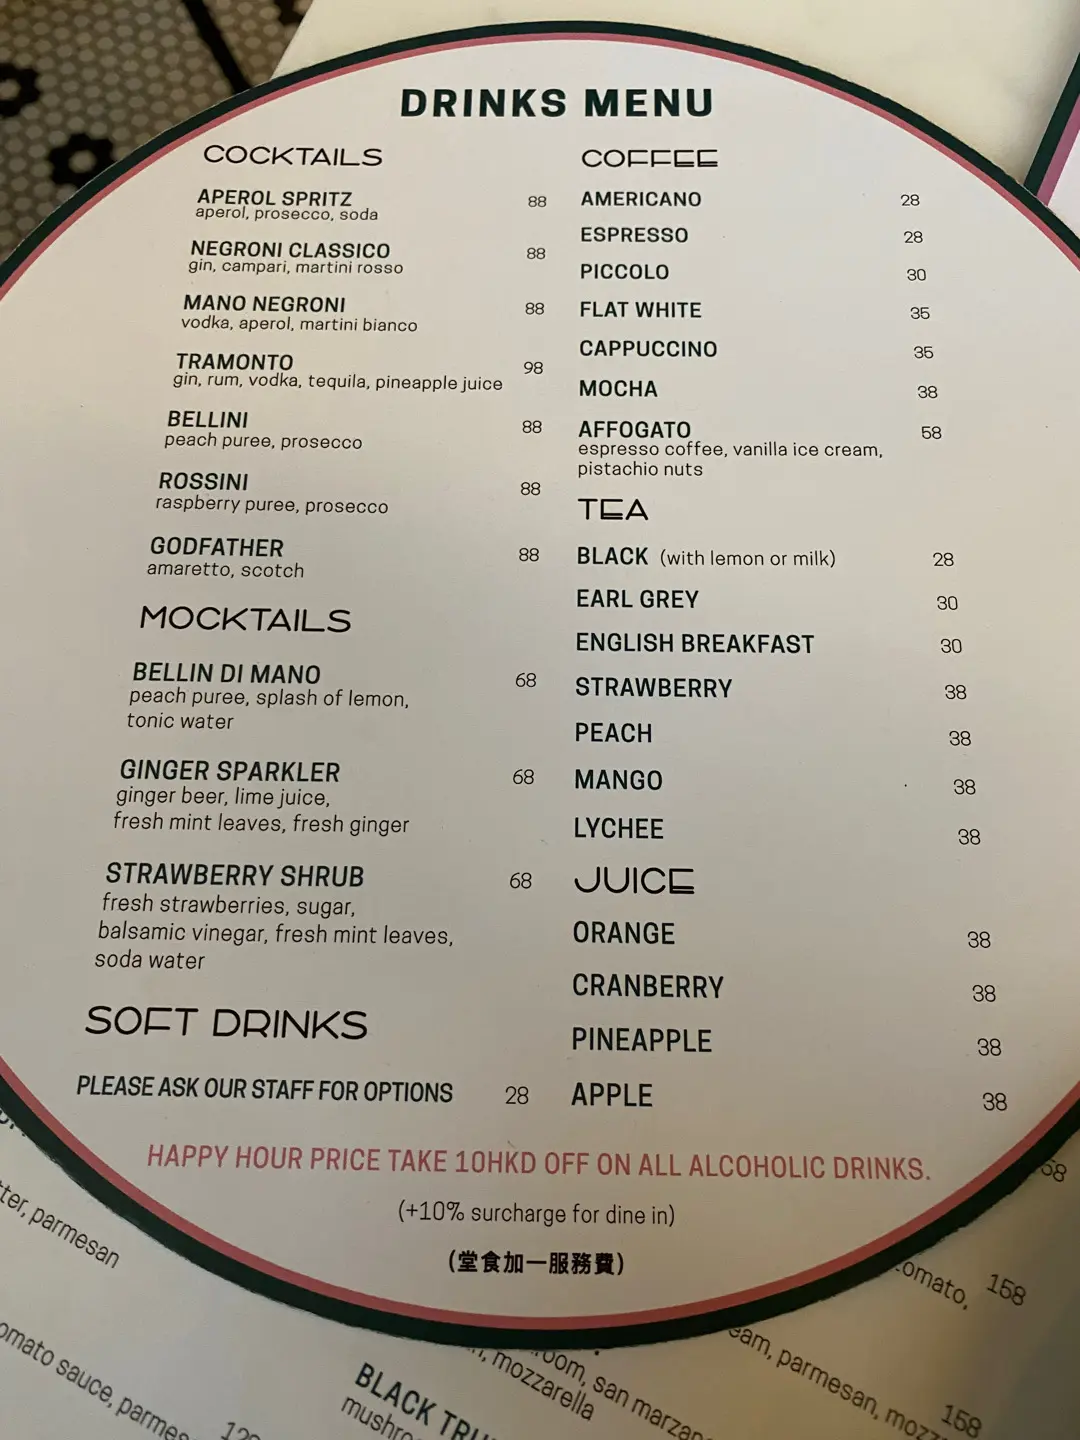 DRINKS MENU
COCKTAILS
APEROL SPRITZ 88
aperol, prosecco, soda
NEGRONI CLASSICO 88
gin, campari, martini rosso
MANO NEGRONI 88
vodka, aperol, martini bianco
TRAMONTO 98
gin, rum, vodka, tequila, pineapple juice
BELLINI 88
peach puree, prosecco
ROSSINI 88
raspberry puree, prosecco
GODFATHER 88
amaretto, scotch
MOCKTAILS
BELLIN DI MANO 68
peach puree, splash of lemon,
tonic water
GINGER SPARKLER 68
ginger beer, lime juice,
fresh mint leaves, fresh ginger
STRAWBERRY SHRUB 68
fresh strawberries, sugar,
balsamic vinegar, fresh mint leaves,
soda water
SOFT DRINKS
PLEASE ASK OUR STAFF FOR OPTIONS 28
COFFEE
AMERICANO 28
ESPRESSO 28
PICCOLO 30
FLAT WHITE 35
CAPPUCCINO 35
MOCHA 38
AFFOGATO 58
espresso coffee, vanilla ice cream,
pistachio nuts
TEA
BLACK (with lemon or milk) 28
EARL GREY 30
ENGLISH BREAKFAST 30
STRAWBERRY 38
PEACH 38
MANGO 38
LYCHEE 38
JUICE
ORANGE 38
CRANBERRY 38
PINEAPPLE 38
APPLE 38
HAPPY HOUR PRICE TAKE 10HKD OFF ON ALL ALCOHOLIC DRINKS.
(+10% surcharge for dine in)
(堂食加一服務費)
parmesan
sauce,
BLACK
mozzarella
san
158
parmesan,
158